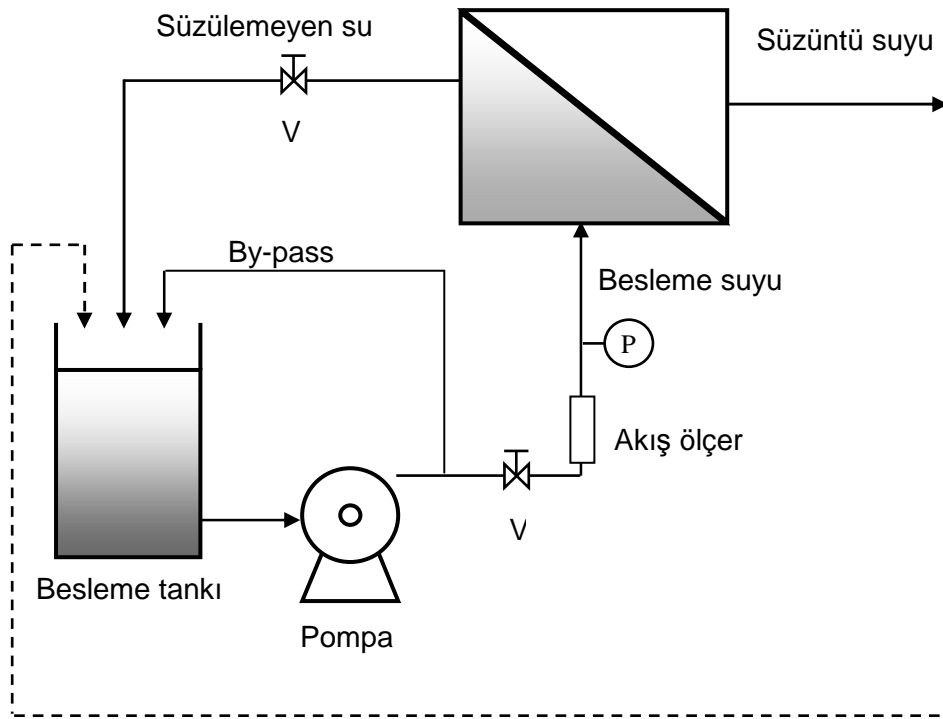 Süzülemeyen su
Süzüntü suyu
V
By-pass
Besleme suyu
P
Akış ölçer
V
Besleme tankı
Pompa